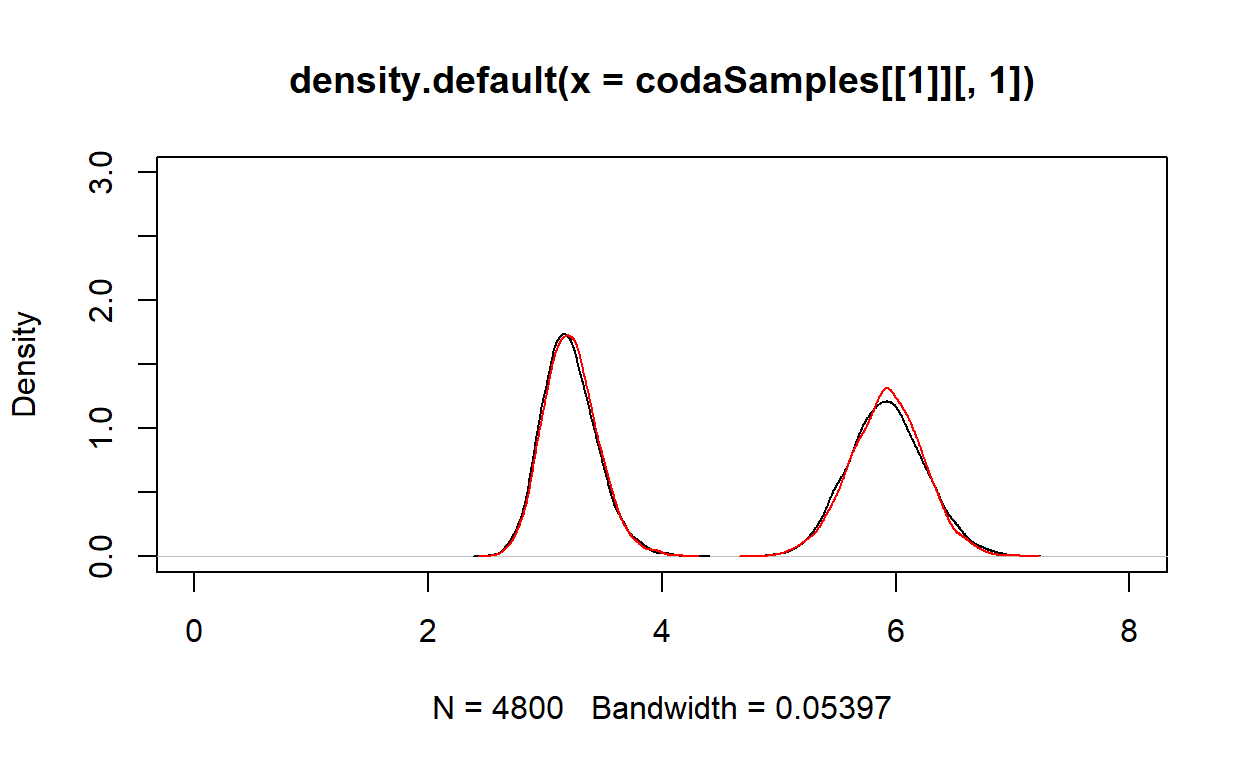 density.default(x = codaSamples[[1]][, 1])
Density
3.0
2.0
1.0
0.0
0 2 4 6 8
N = 4800 Bandwidth = 0.05397